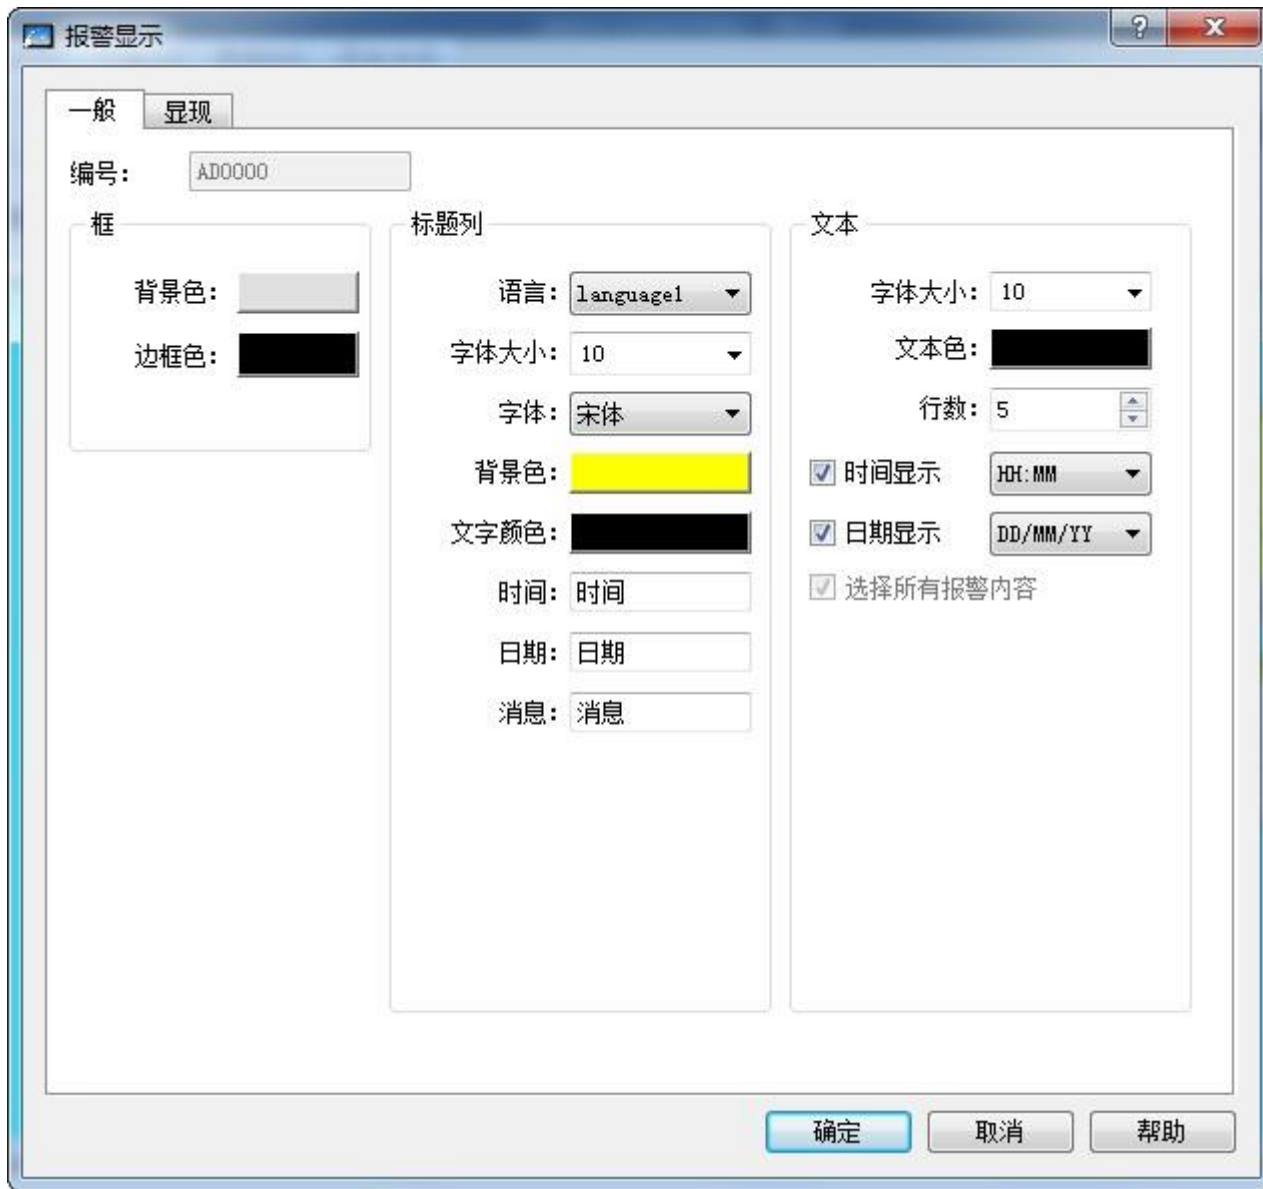 报警显示
?
一般 显现
编号: AD0000
框
背景色:
边框色:
标题列
语言: language1
字体大小: 10
字体: 宋体
背景色:
文字颜色:
时间: 时间
日期: 日期
消息: 消息
文本
字体大小: 10
文本色:
行数: 5
时间显示 HH:MM
日期显示 DD/MM/YY
选择所有报警内容
确定 取消 帮助